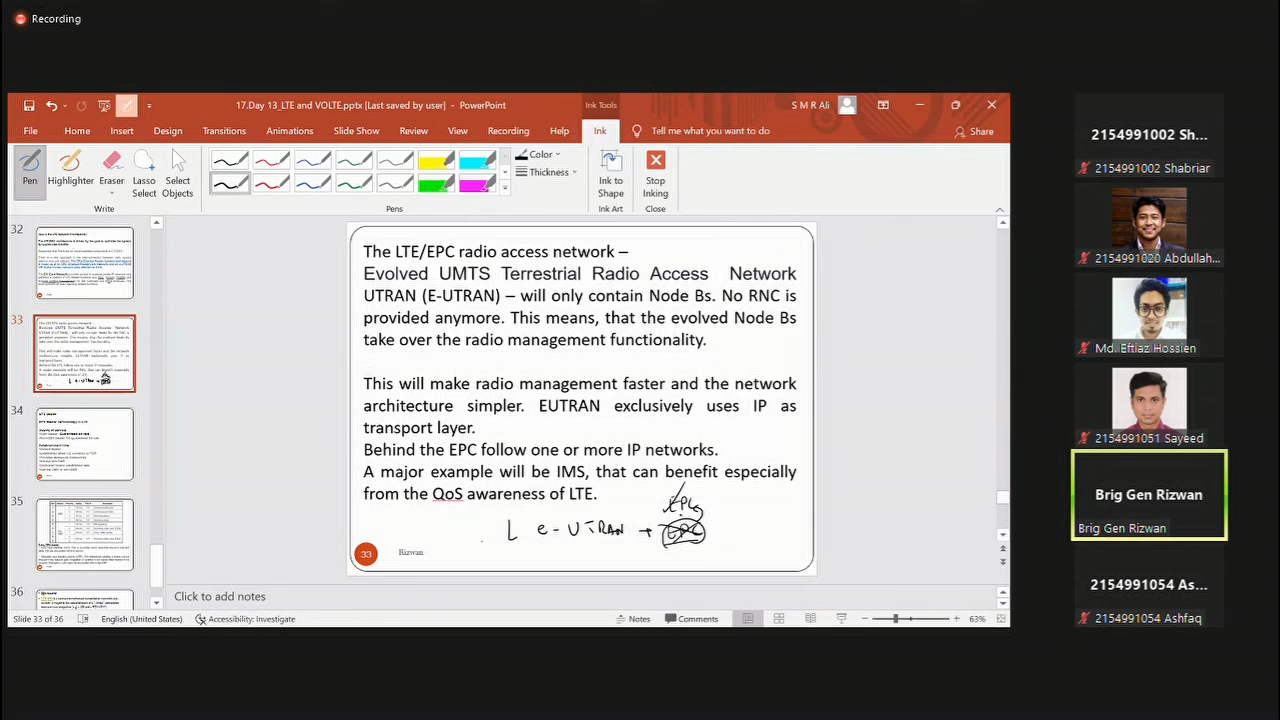 Recording
17.Day 13_LTE and VOLTE.pptx [Last saved by user] - PowerPoint
Ink Tools
S M R Ali
File Home Insert Design Transitions Animations Slide Show Review View Recording Help Ink Tell me what you want to do Share
Pen Highlighter Eraser Lasso Select Select Objects
Color
Thickness
Ink to Shape
Stop Inking
Write Pens Ink Art Close
32
33
34
35
36
The LTE/EPC radio access network –
Evolved UMTS Terrestrial Radio Access Network
UTRAN (E-UTRAN) – will only contain Node Bs. No RNC is
provided anymore. This means, that the evolved Node Bs
take over the radio management functionality.
This will make radio management faster and the network
architecture simpler. EUTRAN exclusively uses IP as
transport layer.
Behind the EPC follow one or more IP networks.
A major example will be IMS, that can benefit especially
from the QoS awareness of LTE.
E-UTRAN → EPC
33
Rizwan
Click to add notes
Slide 33 of 36 English (United States) Accessibility: Investigate Notes Comments 63%
2154991002 Sh...
2154991002 Shabriar
2154991020 Abdullah...
Md. Eftiaz Hossien
2154991051 Sayeed
Brig Gen Rizwan
Brig Gen Rizwan
2154991054 As...
2154991054 Ashfaq